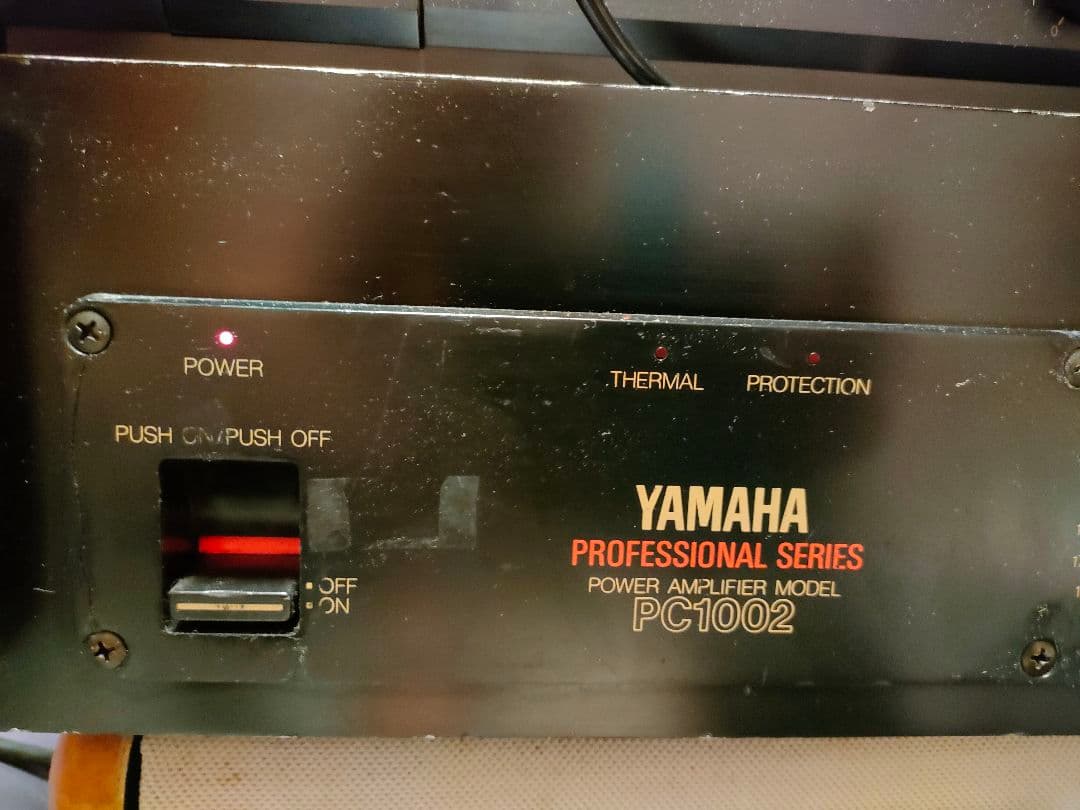 POWER
THERMAL
PROTECTION
PUSH ON/PUSH OFF
YAMAHA
PROFESSIONAL SERIES
POWER AMPLIFIER MODEL
PC1002
OFF
ON